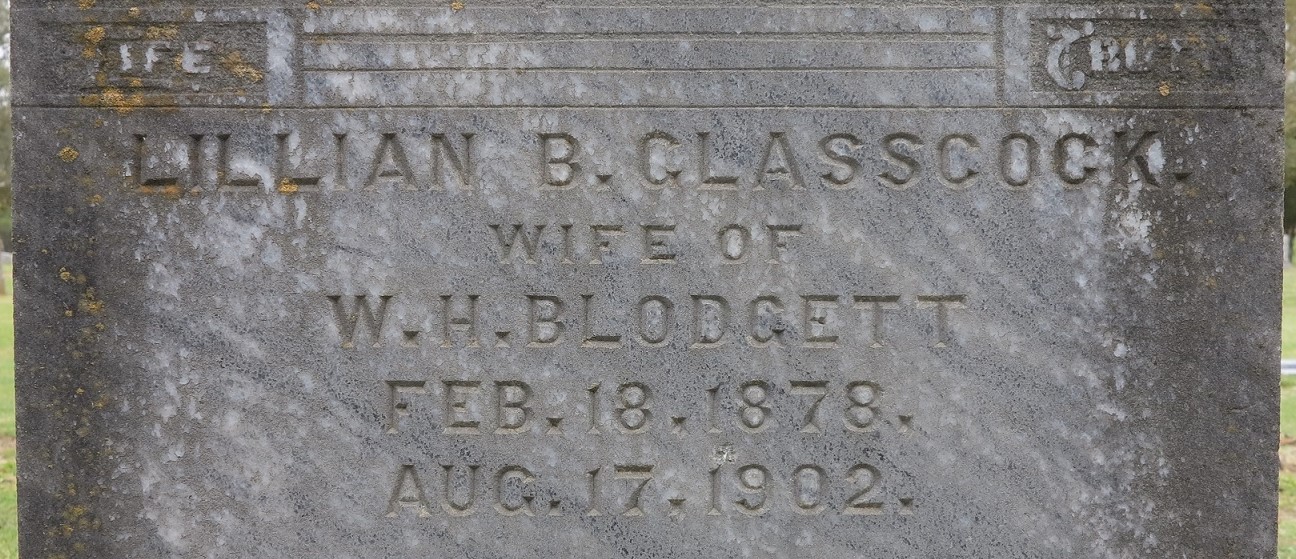 LILLIAN B. GLASSCOCK.
WIFE OF
W.H. BLODGETT
FEB. 18. 1878.
AUG. 17. 1902.